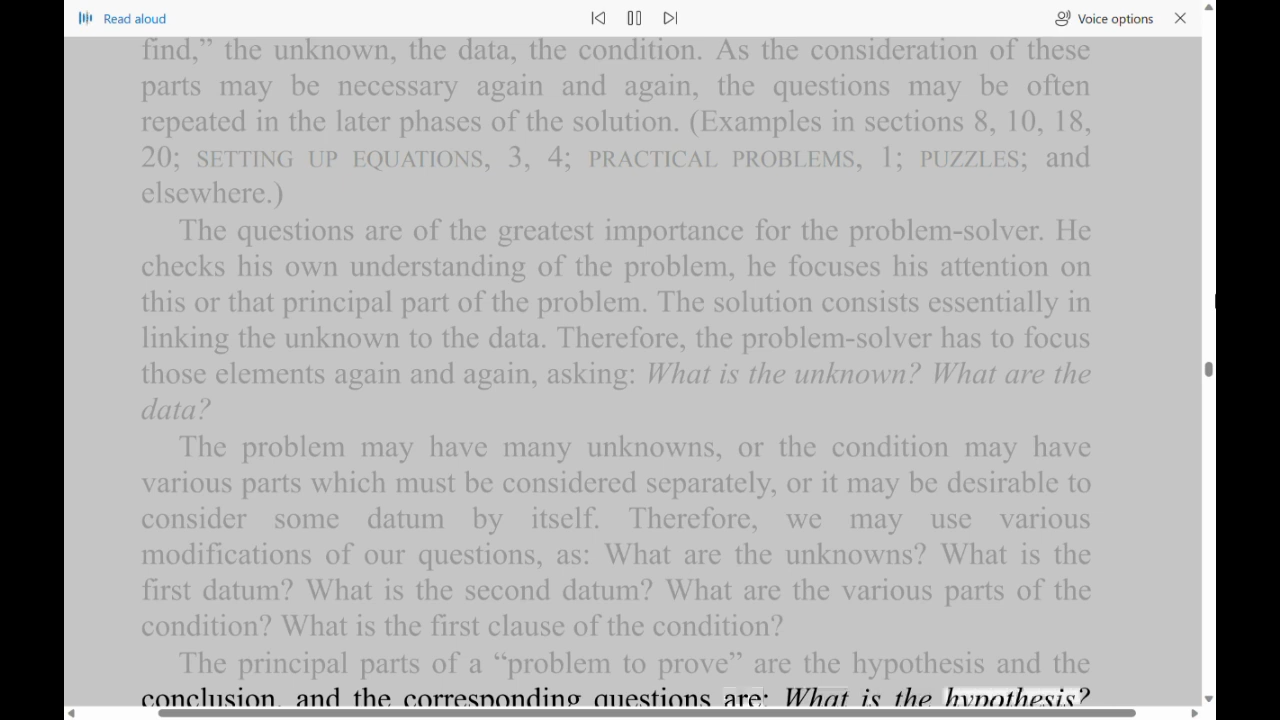 Read aloud
Voice options
find,” the unknown, the data, the condition. As the consideration of these
parts may be necessary again and again, the questions may be often
repeated in the later phases of the solution. (Examples in sections 8, 10, 18,
20; SETTING UP EQUATIONS, 3, 4; PRACTICAL PROBLEMS, 1; PUZZLES; and
elsewhere.)
The questions are of the greatest importance for the problem-solver. He
checks his own understanding of the problem, he focuses his attention on
this or that principal part of the problem. The solution consists essentially in
linking the unknown to the data. Therefore, the problem-solver has to focus
those elements again and again, asking: What is the unknown? What are the
data?
The problem may have many unknowns, or the condition may have
various parts which must be considered separately, or it may be desirable to
consider some datum by itself. Therefore, we may use various
modifications of our questions, as: What are the unknowns? What is the
first datum? What is the second datum? What are the various parts of the
condition? What is the first clause of the condition?
The principal parts of a “problem to prove” are the hypothesis and the
conclusion, and the corresponding questions are: What is the hypothesis?